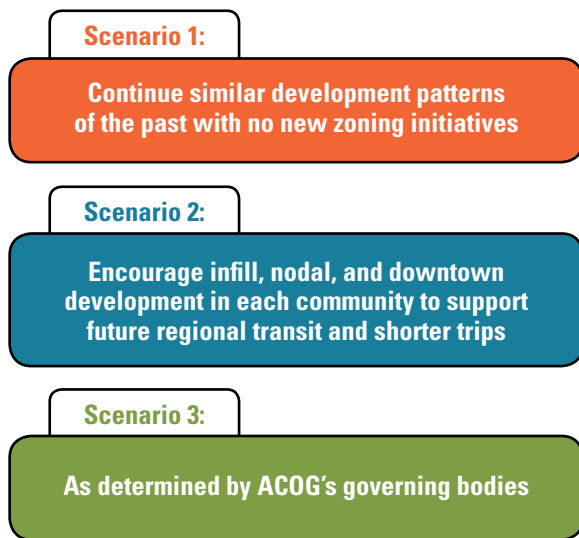 Scenario 1:
Continue similar development patterns
of the past with no new zoning initiatives
Scenario 2:
Encourage infill, nodal, and downtown
development in each community to support
future regional transit and shorter trips
Scenario 3:
As determined by ACOG’s governing bodies